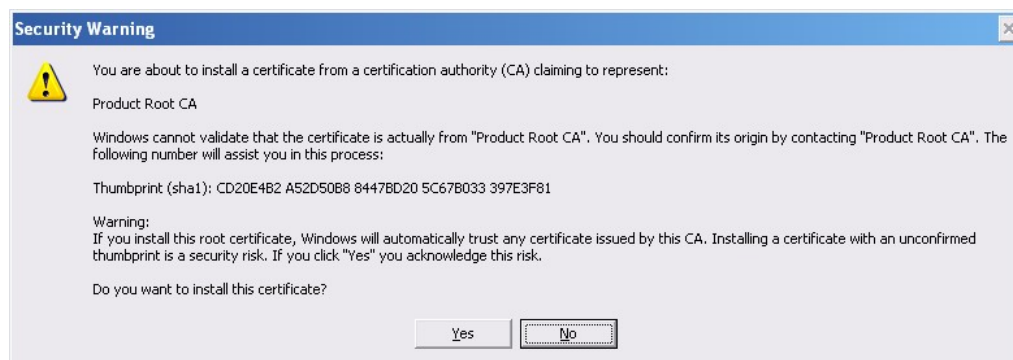 Security Warning
You are about to install a certificate from a certification authority (CA) claiming to represent:
Product Root CA
Windows cannot validate that the certificate is actually from "Product Root CA". You should confirm its origin by contacting "Product Root CA". The
following number will assist you in this process:
Thumbprint (sha1): CD20E4B2 A52D50B8 8447BD20 5C67B033 397E3F81
Warning:
If you install this root certificate, Windows will automatically trust any certificate issued by this CA. Installing a certificate with an unconfirmed
thumbprint is a security risk. If you click "Yes" you acknowledge this risk.
Do you want to install this certificate?
Yes No